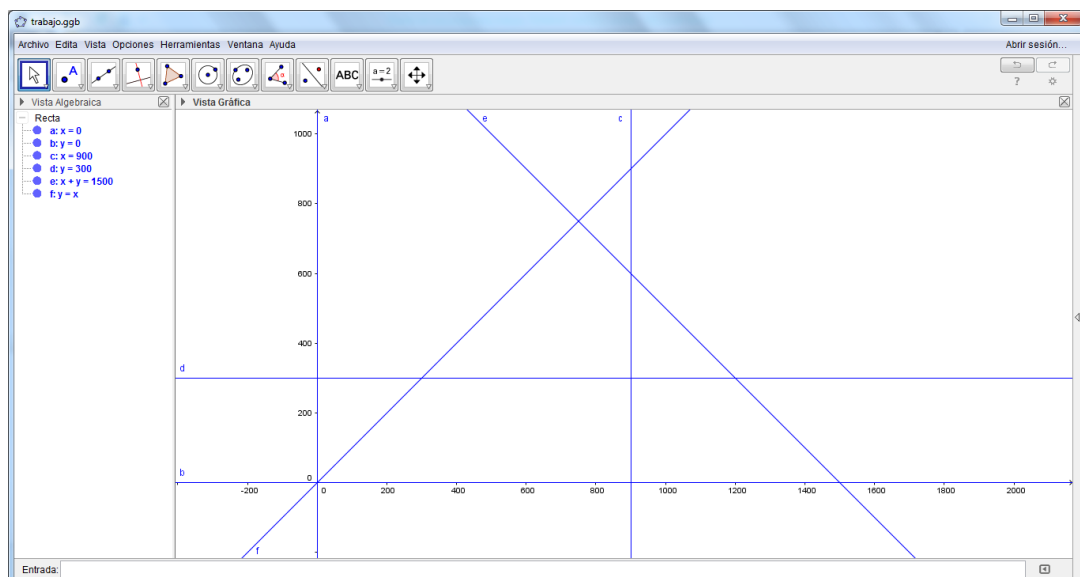 trabajo.ggb
Archivo Edita Vista Opciones Herramientas Ventana Ayuda
Abrir sesión...
ABC
a = 2
?
Vista Algebraica
Vista Gráfica
Recta
a: x = 0
b: y = 0
c: x = 900
d: y = 300
e: x + y = 1500
f: y = x
a
e
c
1000
800
600
400
d
200
b
0
-200
0
200
400
600
800
1000
1200
1400
1600
1800
2000
f
Entrada: